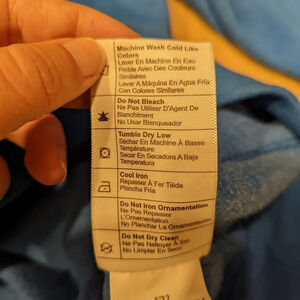 Machine Wash Cold Like
Colors
Laver En Machine En Eau
Froide Avec Des Couleurs
Similaires
Lavar A Máquina En Agua Fría
Con Colores Similares
Do Not Bleach
Ne Pas Utiliser D'Agent De
Blanchiment
No Usar Blanqueador
Tumble Dry Low
Sécher En Machine À Basse
Température
Secar En Secadora A Baja
Temperatura
Cool Iron
Repasser À Fer Tiède
Plancha Fría
Do Not Iron Ornamentation
Ne Pas Repasser
L'Ornementation
No Planchar La Ornamentación
Do Not Dry Clean
Ne Pas Nettoyer À Sec
No Limpiar En Seco